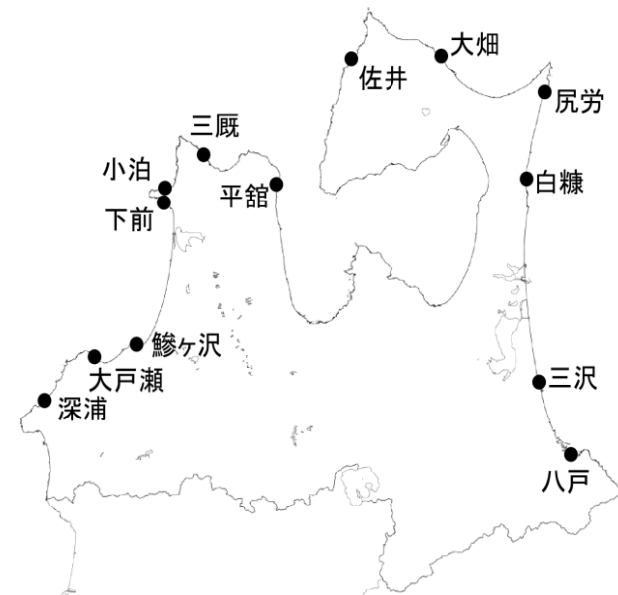 大畑
佐井
尻労
三厩
小泊
平舘
白糠
下前
鰺ヶ沢
大戸瀬
三沢
深浦
八戸